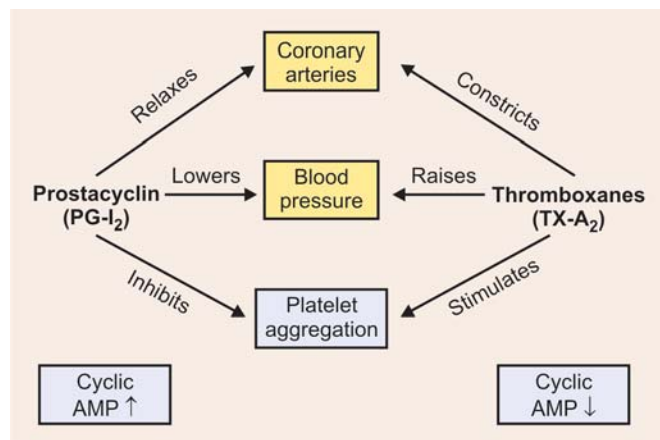 Coronary
arteries
Relaxes
Constricts
Prostacyclin
(PG-I₂)
Lowers
Blood
pressure
Raises
Thromboxanes
(TX-A₂)
Inhibits
Platelet
aggregation
Stimulates
Cyclic
AMP ↑
Cyclic
AMP ↓